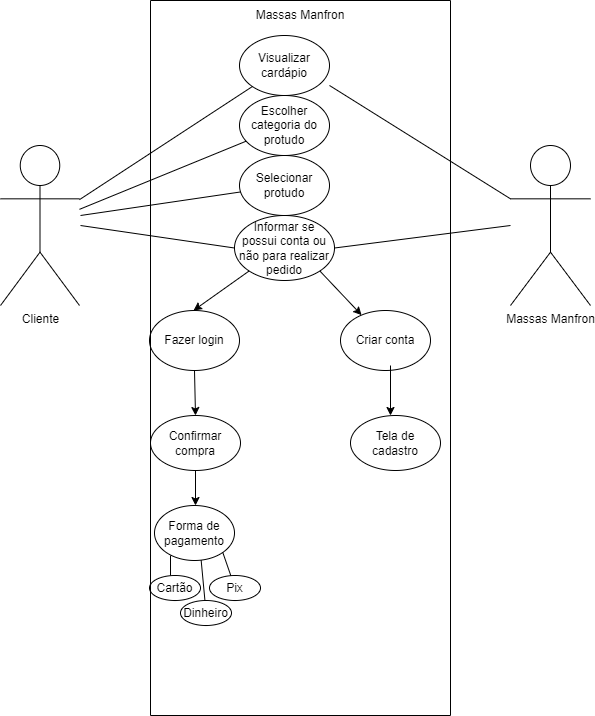 Massas Manfron
Visualizar
cardápio
Escolher
categoria do
protudo
Selecionar
protudo
Informar se
possui conta ou
não para realizar
pedido
Cliente
Massas Manfron
Fazer login
Criar conta
Confirmar
compra
Tela de
cadastro
Forma de
pagamento
Cartão
Pix
Dinheiro